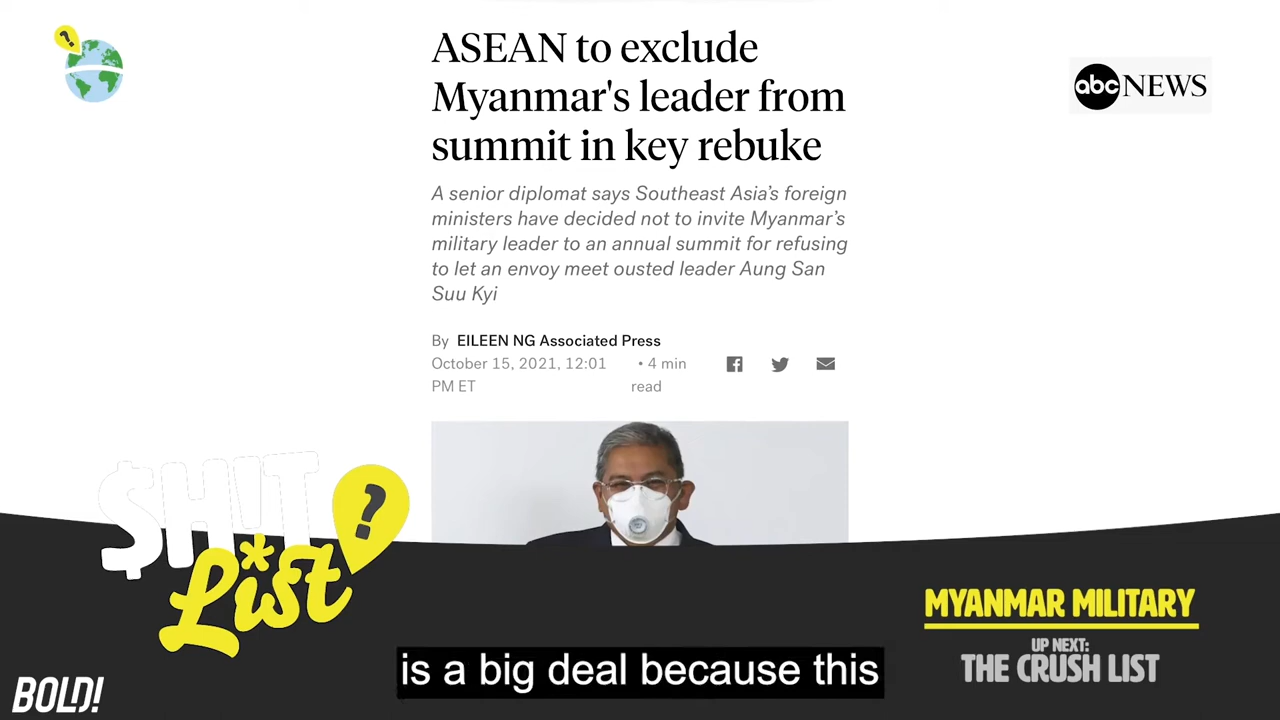 ?
abc NEWS
ASEAN to exclude
Myanmar's leader from
summit in key rebuke
A senior diplomat says Southeast Asia's foreign
ministers have decided not to invite Myanmar's
military leader to an annual summit for refusing
to let an envoy meet ousted leader Aung San
Suu Kyi
By EILEEN NG Associated Press
October 15, 2021, 12:01
PM ET
• 4 min
read
$H!T
L*ist
?
MYANMAR MILITARY
UP NEXT:
THE CRUSH LIST
is a big deal because this
BOLD!